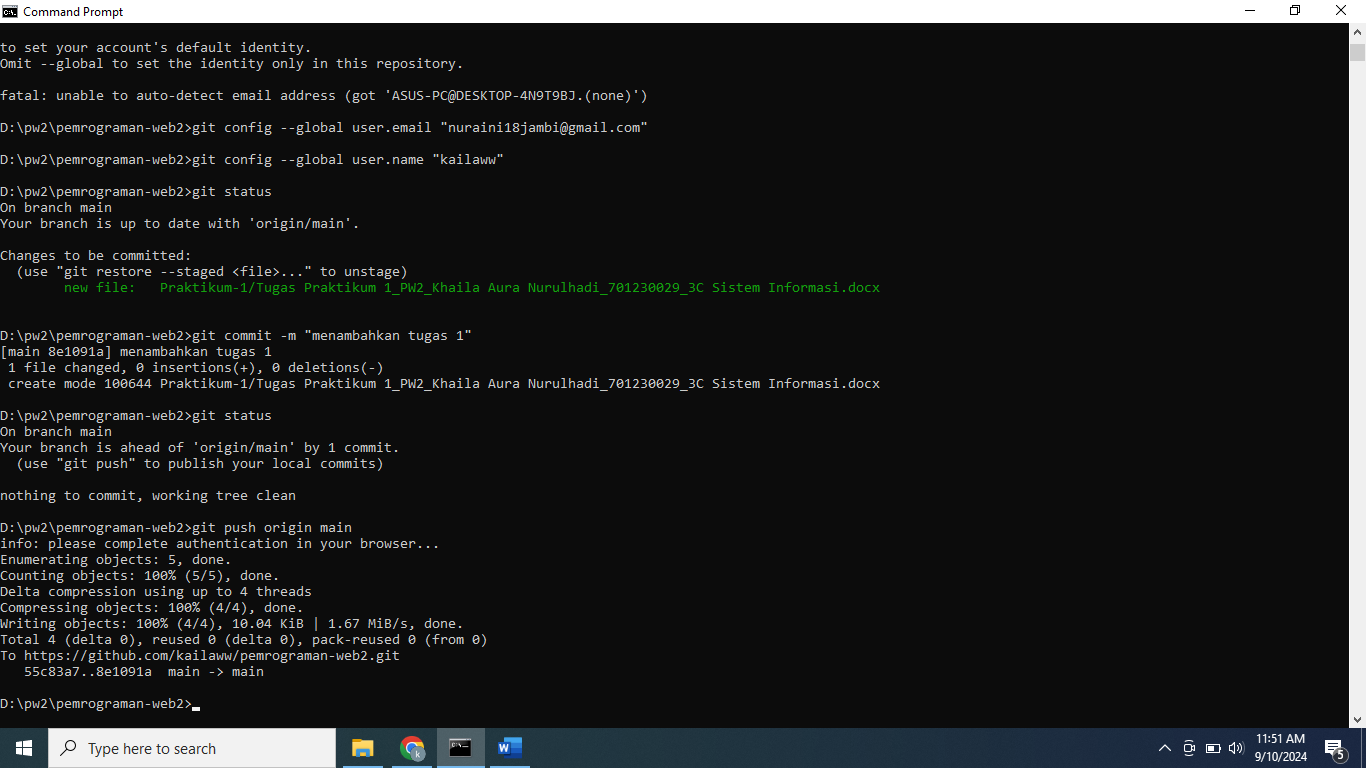 Command Prompt
to set your account's default identity.
Omit --global to set the identity only in this repository.
fatal: unable to auto-detect email address (got 'ASUS-PC@DESKTOP-4N9T9BJ.(none)')
D:\pw2\pemrograman-web2>git config --global user.email "nuraini18jambi@gmail.com"
D:\pw2\pemrograman-web2>git config --global user.name "kailaww"
D:\pw2\pemrograman-web2>git status
On branch main
Your branch is up to date with 'origin/main'.
Changes to be committed:
  (use "git restore --staged <file>..." to unstage)
        new file:   Praktikum-1/Tugas Praktikum 1_PW2_Khaila Aura Nurulhadi_701230029_3C Sistem Informasi.docx
D:\pw2\pemrograman-web2>git commit -m "menambahkan tugas 1"
[main 8e1091a] menambahkan tugas 1
 1 file changed, 0 insertions(+), 0 deletions(-)
 create mode 100644 Praktikum-1/Tugas Praktikum 1_PW2_Khaila Aura Nurulhadi_701230029_3C Sistem Informasi.docx
D:\pw2\pemrograman-web2>git status
On branch main
Your branch is ahead of 'origin/main' by 1 commit.
  (use "git push" to publish your local commits)
nothing to commit, working tree clean
D:\pw2\pemrograman-web2>git push origin main
info: please complete authentication in your browser...
Enumerating objects: 5, done.
Counting objects: 100% (5/5), done.
Delta compression using up to 4 threads
Compressing objects: 100% (4/4), done.
Writing objects: 100% (4/4), 10.04 KiB | 1.67 MiB/s, done.
Total 4 (delta 0), reused 0 (delta 0), pack-reused 0 (from 0)
To https://github.com/kailaww/pemrograman-web2.git
   55c83a7..8e1091a  main -> main
D:\pw2\pemrograman-web2>
Type here to search
11:51 AM
9/10/2024
5